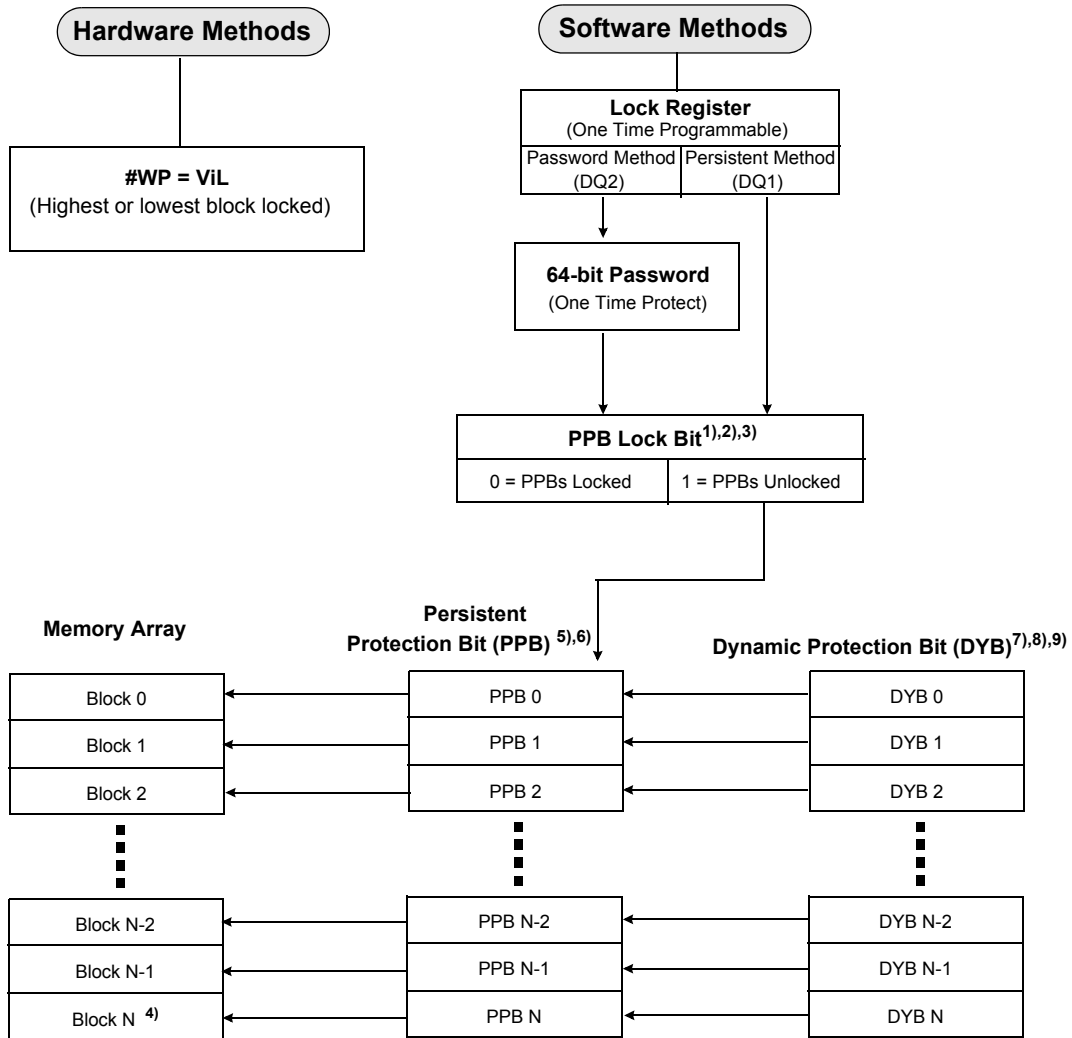 Hardware Methods
Software Methods
#WP = ViL
(Highest or lowest block locked)
Lock Register
(One Time Programmable)
Password Method
(DQ2)
Persistent Method
(DQ1)
64-bit Password
(One Time Protect)
PPB Lock Bit1),2),3)
0 = PPBs Locked
1 = PPBs Unlocked
Memory Array
Persistent
Protection Bit (PPB) 5),6)
Dynamic Protection Bit (DYB)7),8),9)
Block 0
PPB 0
DYB 0
Block 1
PPB 1
DYB 1
Block 2
PPB 2
DYB 2
Block N-2
PPB N-2
DYB N-2
Block N-1
PPB N-1
DYB N-1
Block N 4)
PPB N
DYB N